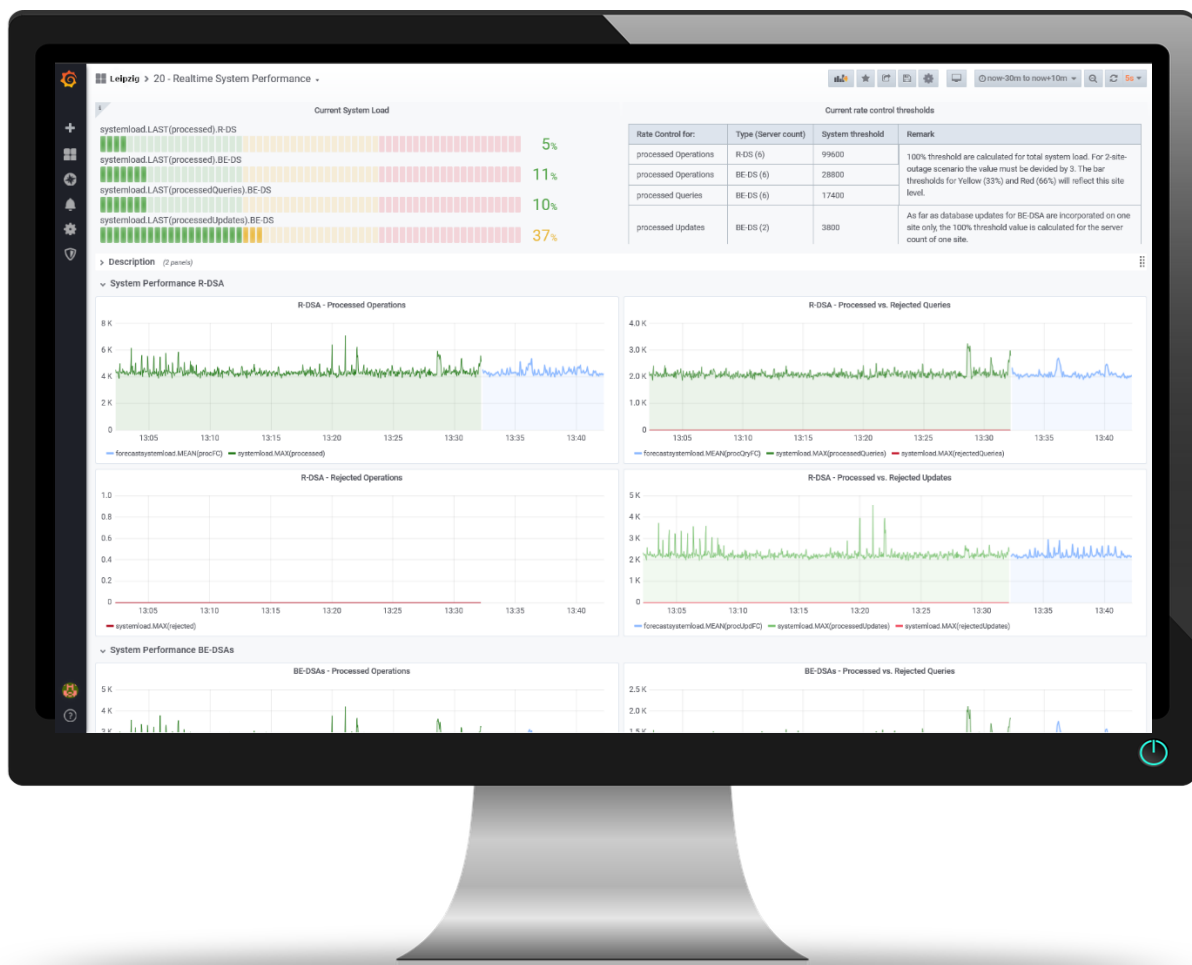 Leipzig > 20 - Realtime System Performance
now-30m to now+10m
5s
Current System Load
systemload.LAST(processed).R-DS
5%
systemload.LAST(processed).BE-DS
11%
systemload.LAST(processedQueries).BE-DS
10%
systemload.LAST(processedUpdates).BE-DS
37%
Current rate control thresholds
Rate Control for: Type (Server count) System threshold Remark
processed Operations R-DS (6) 99600
processed Operations BE-DS (6) 28800
processed Queries BE-DS (6) 17400
100% threshold are calculated for total system load. For 2-site-
outage scenario the value must be devided by 3. The bar
thresholds for Yellow (33%) and Red (66%) will reflect this site
level.
processed Updates BE-DS (2) 3800
As far as database updates for BE-DSA are incorporated on one
site only, the 100% threshold value is calculated for the server
count of one site.
> Description (2 panels)
System Performance R-DSA
R-DSA - Processed Operations
8 K
6 K
4 K
2 K
0
13:05 13:10 13:15 13:20 13:25 13:30 13:35 13:40
forecastsystemload.MEAN(procFC) systemload.MAX(processed)
R-DSA - Processed vs. Rejected Queries
4.0 K
3.0 K
2.0 K
1.0 K
0
13:05 13:10 13:15 13:20 13:25 13:30 13:35 13:40
forecastsystemload.MEAN(procQryFC) systemload.MAX(processedQueries) systemload.MAX(rejectedQueries)
R-DSA - Rejected Operations
1.0
0.8
0.6
0.4
0.2
0
13:05 13:10 13:15 13:20 13:25 13:30 13:35 13:40
systemload.MAX(rejected)
R-DSA - Processed vs. Rejected Updates
5 K
4 K
3 K
2 K
1 K
0
13:05 13:10 13:15 13:20 13:25 13:30 13:35 13:40
forecastsystemload.MEAN(procUpdFC) systemload.MAX(processedUpdates) systemload.MAX(rejectedUpdates)
System Performance BE-DSAs
BE-DSAs - Processed Operations
5 K
4 K
3 K
BE-DSAs - Processed vs. Rejected Queries
2.5 K
2.0 K
1.5 K